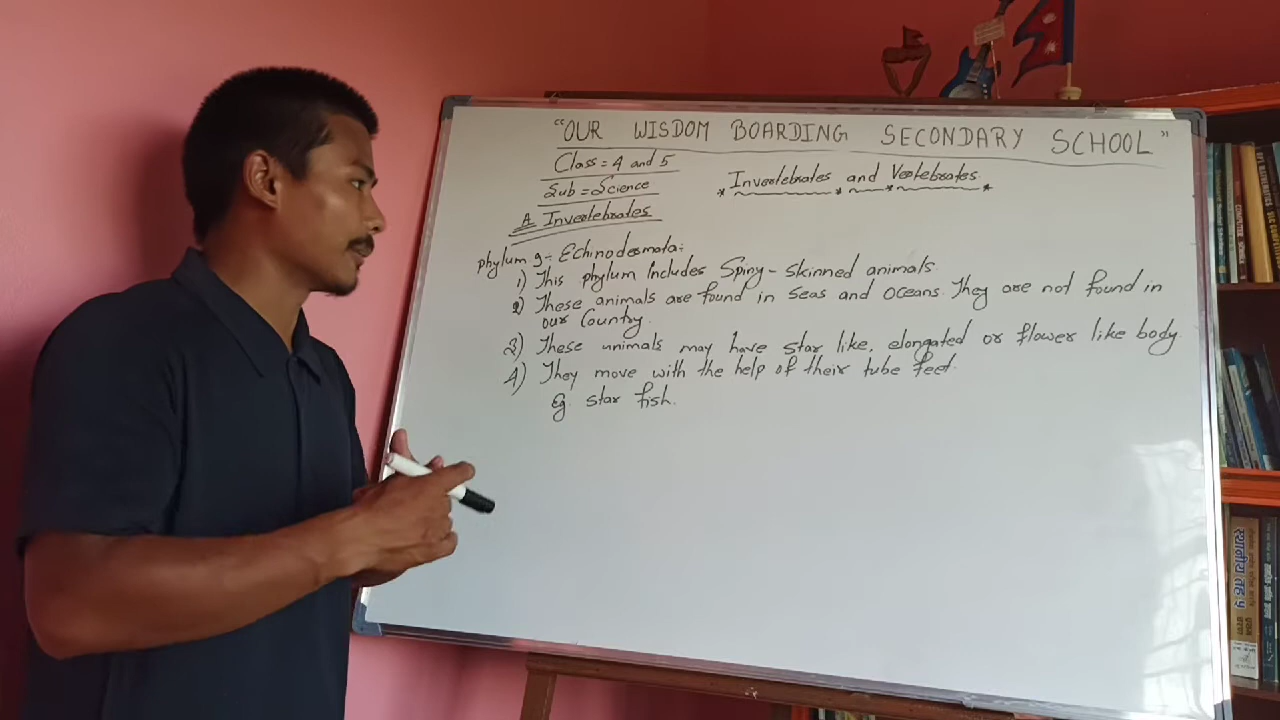 "OUR WISDOM BOARDING SECONDARY SCHOOL"
Class = 4 and 5
Sub = Science
* Invertebrates and Vertebrates *
A Invertebrates
Phylum 9:- Echinodermata:
1) This phylum includes Spiny-skinned animals.
2) These animals are found in seas and oceans. They are not found in
our Country.
3) These animals may have star like, elongated or flower like body.
4) They move with the help of their tube feet.
Eg. star fish.